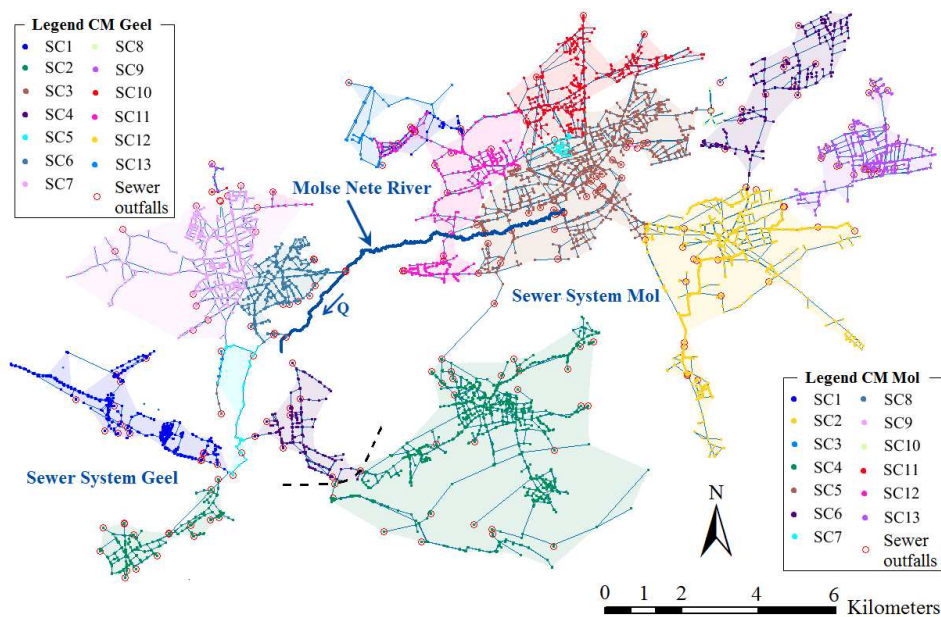 Legend CM Geel
SC1
SC8
SC2
SC9
SC3
SC10
SC4
SC11
SC5
SC12
SC6
SC13
SC7
Sewer
outfalls
Molse Nete River
Q
Sewer System Mol
Sewer System Geel
Legend CM Mol
SC1
SC8
SC2
SC9
SC3
SC10
SC4
SC11
SC5
SC12
SC6
SC13
SC7
Sewer
outfalls
N
0 1 2 4 6 Kilometers